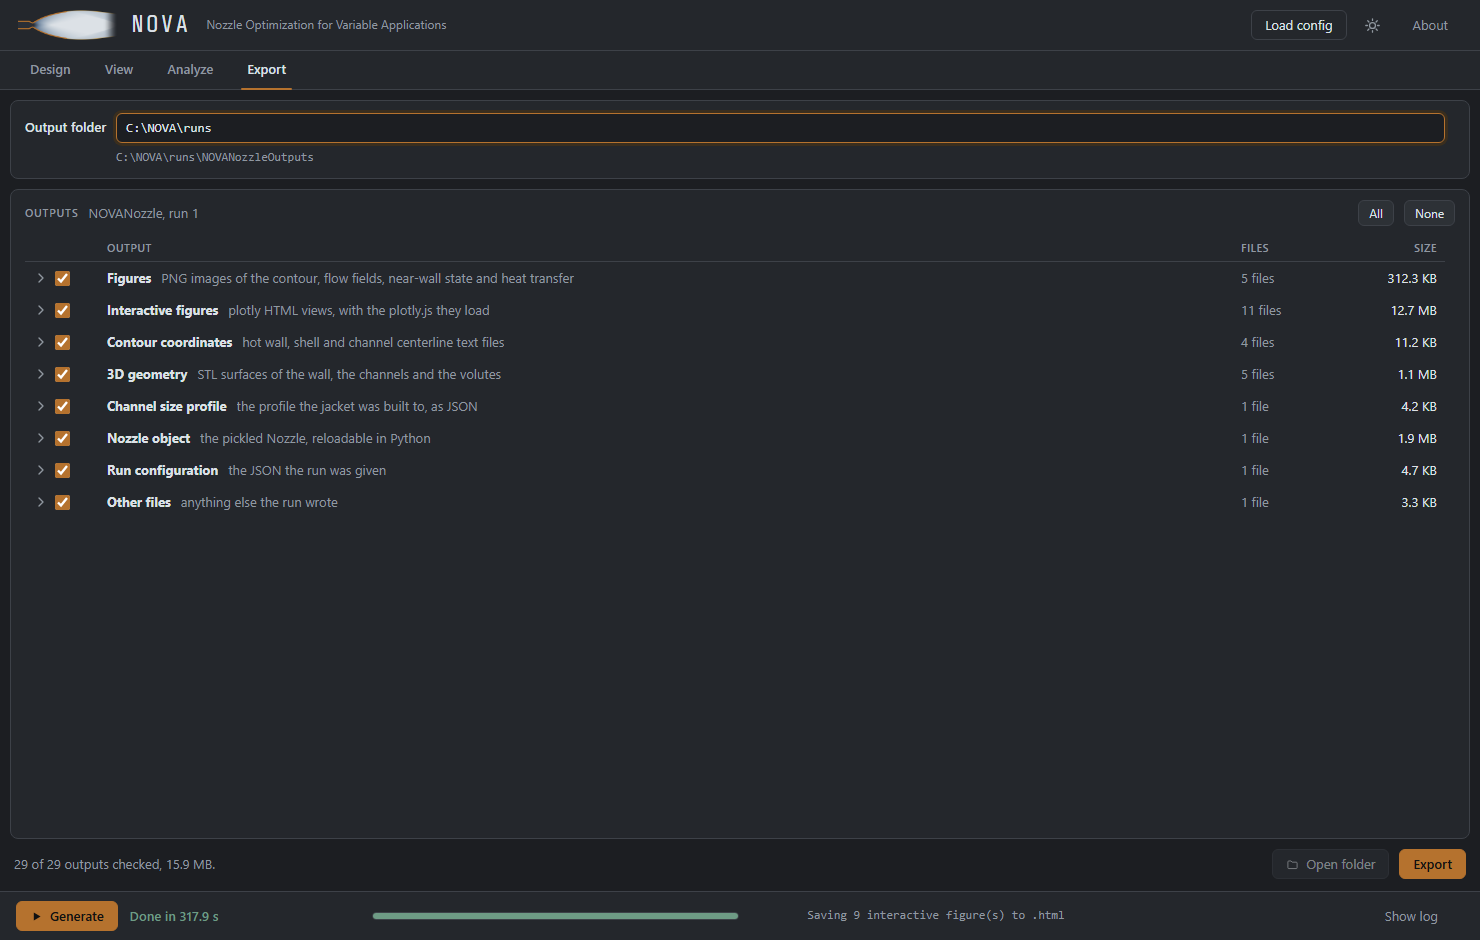 NOVA Nozzle Optimization for Variable Applications Load config About
Design View Analyze Export
Output folder C:\NOVA\runs
C:\NOVA\runs\NOVANozzleOutputs
OUTPUTS NOVANozzle, run 1 All None
OUTPUT FILES SIZE
Figures PNG images of the contour, flow fields, near-wall state and heat transfer 5 files 312.3 KB
Interactive figures plotly HTML views, with the plotly.js they load 11 files 12.7 MB
Contour coordinates hot wall, shell and channel centerline text files 4 files 11.2 KB
3D geometry STL surfaces of the wall, the channels and the volutes 5 files 1.1 MB
Channel size profile the profile the jacket was built to, as JSON 1 file 4.2 KB
Nozzle object the pickled Nozzle, reloadable in Python 1 file 1.9 MB
Run configuration the JSON the run was given 1 file 4.7 KB
Other files anything else the run wrote 1 file 3.3 KB
29 of 29 outputs checked, 15.9 MB. Open folder Export
Generate Done in 317.9 s Saving 9 interactive figure(s) to .html Show log